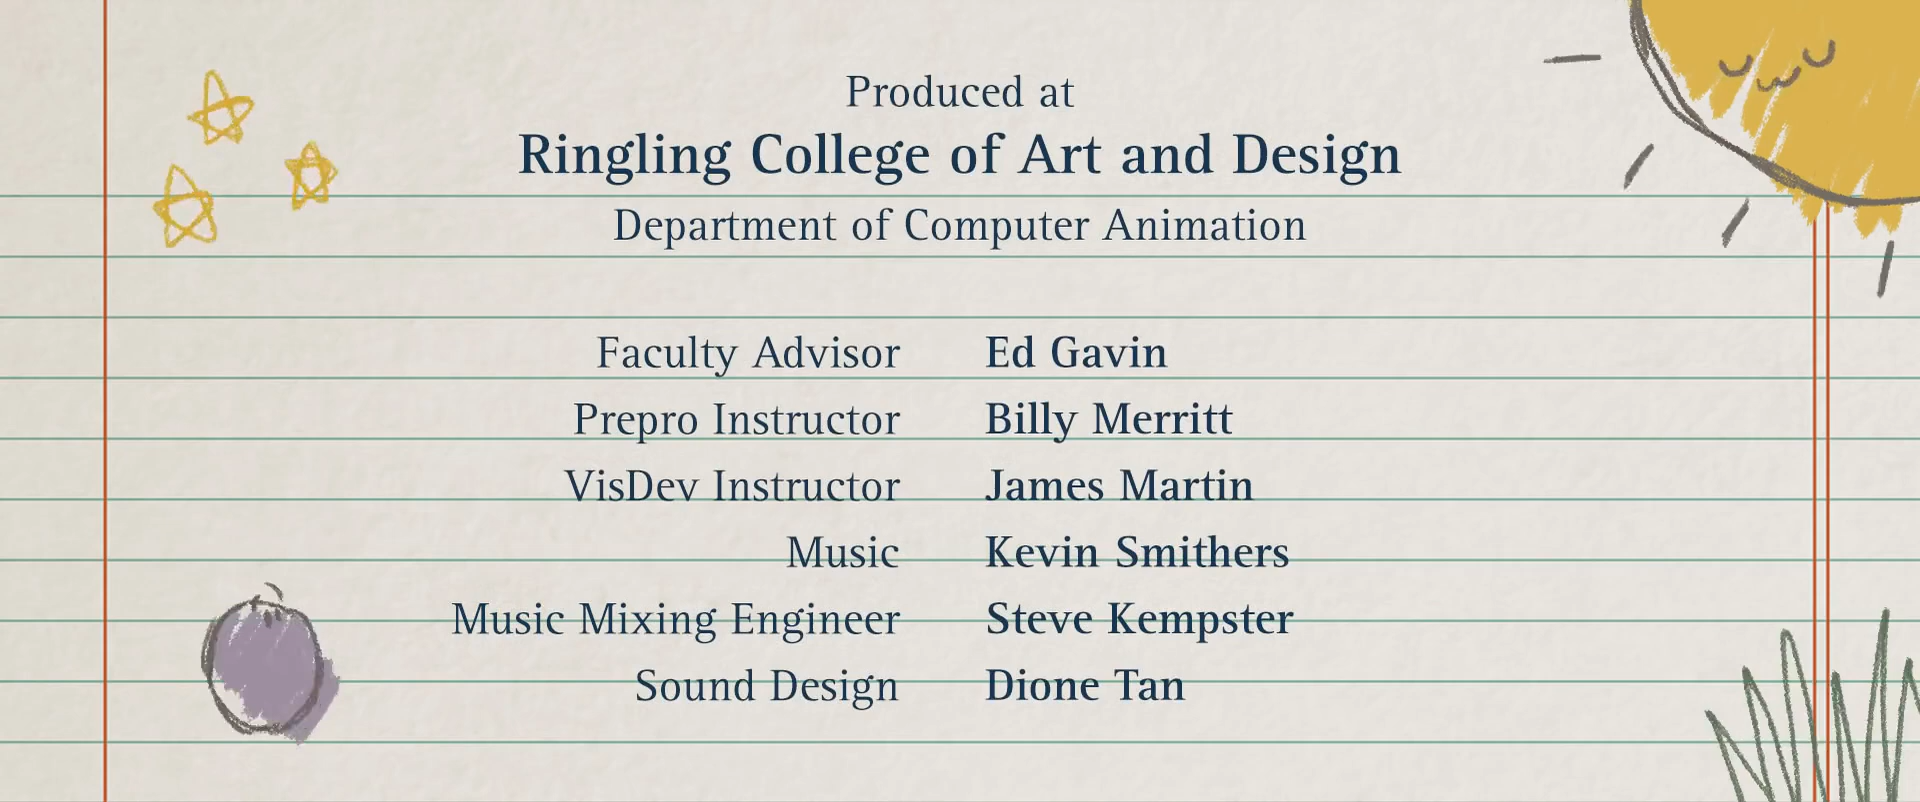 Produced at
Ringling College of Art and Design
Department of Computer Animation
Faculty Advisor Ed Gavin
Prepro Instructor Billy Merritt
VisDev Instructor James Martin
Music Kevin Smithers
Music Mixing Engineer Steve Kempster
Sound Design Dione Tan